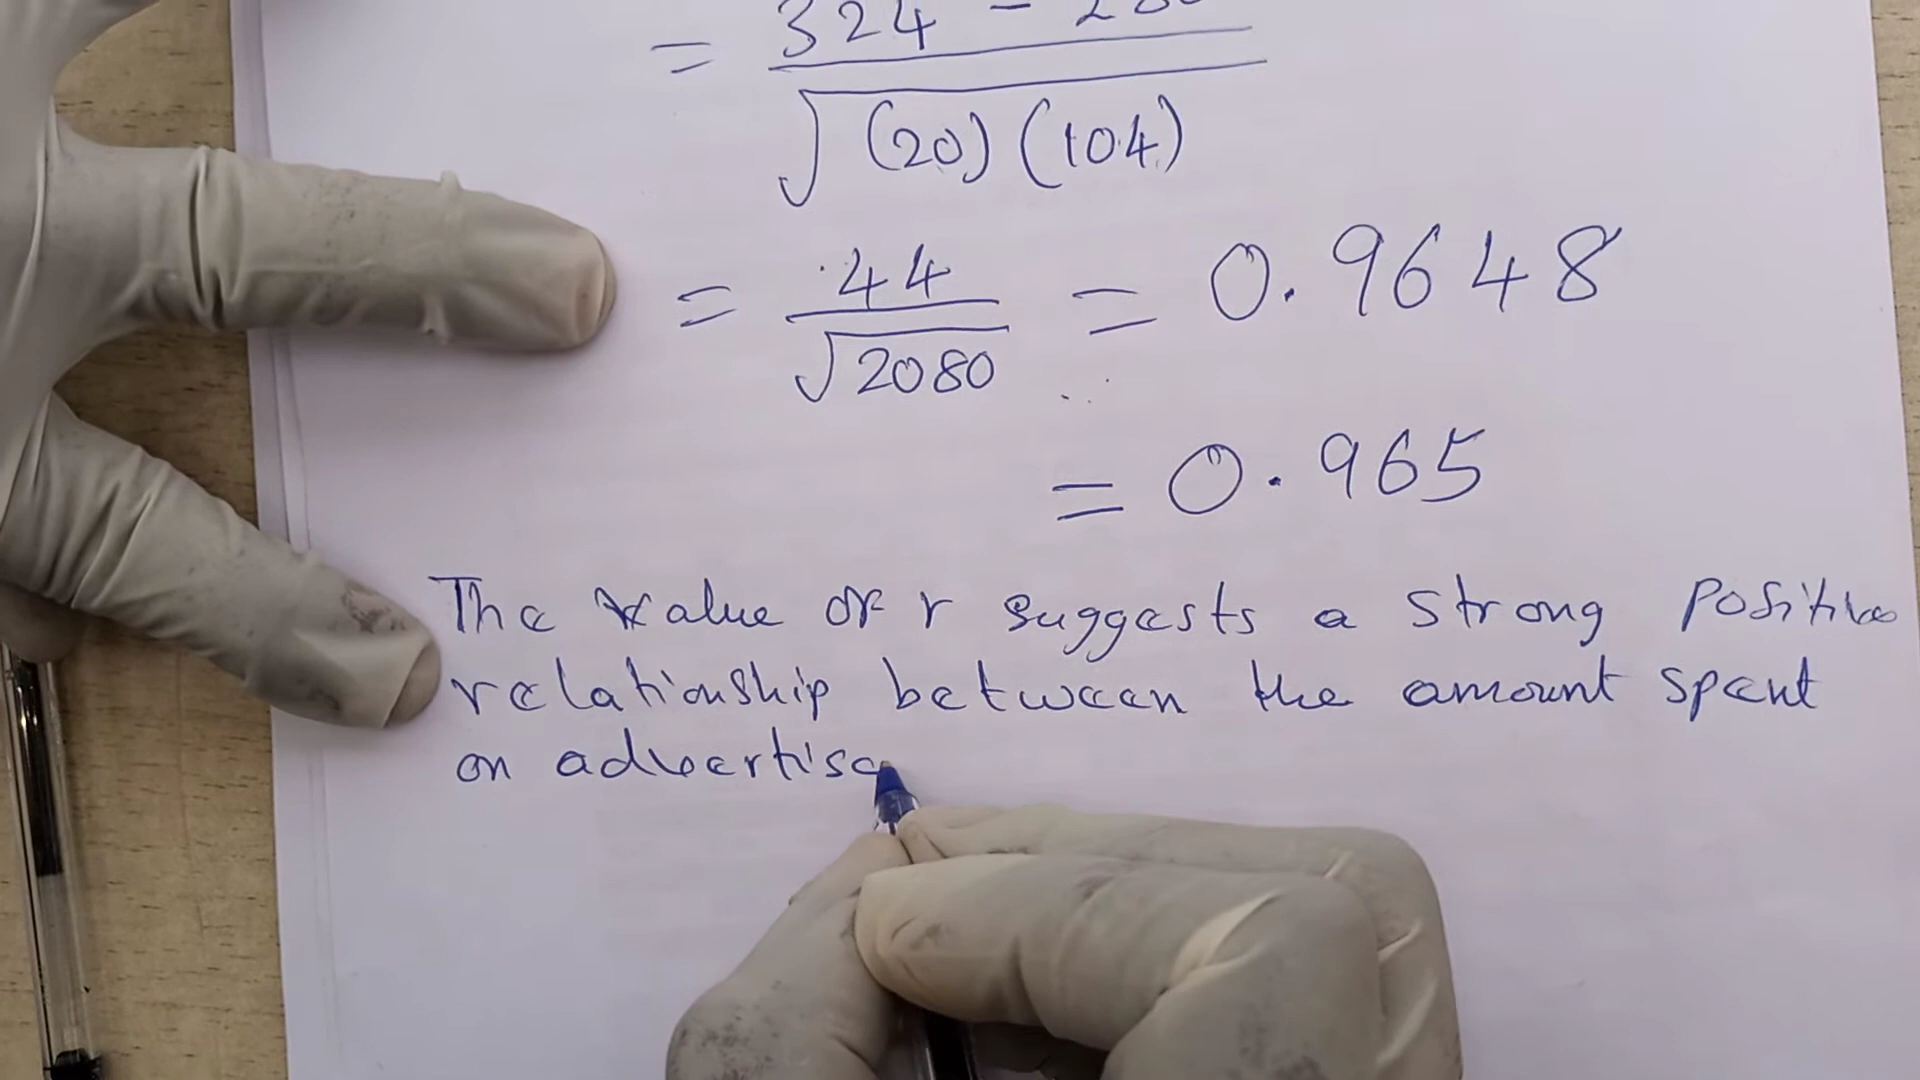 = 324 - 280
√(20)(104)
= 44 = 0.9648
√2080
= 0.965
The value of r suggests a strong positive
relationship between the amount spent
on advertise